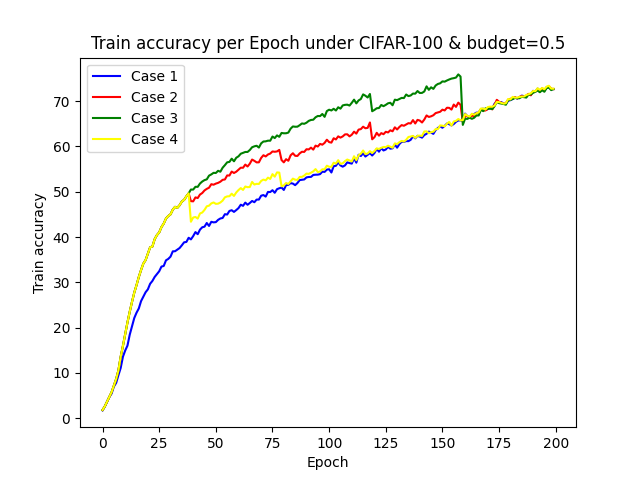 Train accuracy per Epoch under CIFAR-100 & budget=0.5
Case 1
Case 2
Case 3
Case 4
Train accuracy
70
60
50
40
30
20
10
0
0 25 50 75 100 125 150 175 200
Epoch